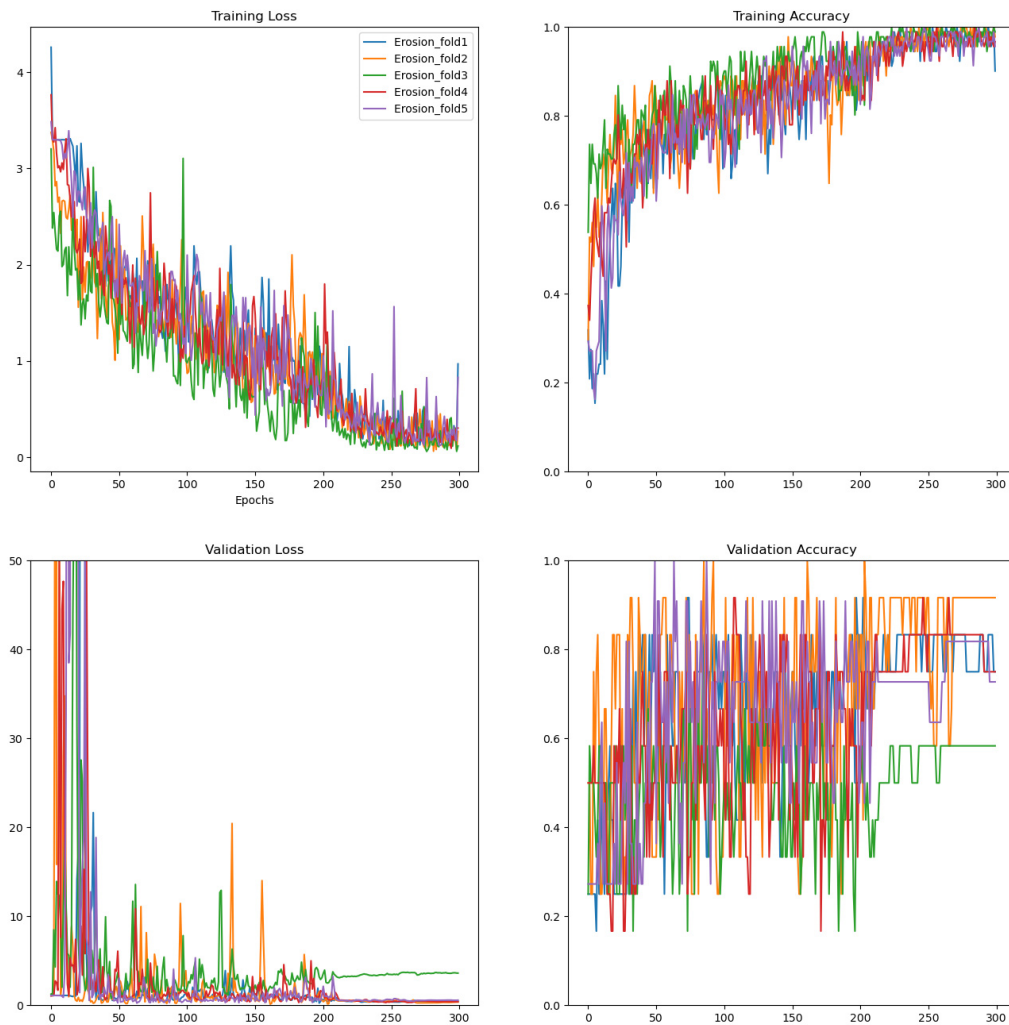 Training Loss
4
3
2
1
0
0 50 100 150 200 250 300
Epochs
Erosion_fold1
Erosion_fold2
Erosion_fold3
Erosion_fold4
Erosion_fold5
Training Accuracy
1.0
0.8
0.6
0.4
0.2
0.0
0 50 100 150 200 250 300
Validation Loss
50
40
30
20
10
0
0 50 100 150 200 250 300
Validation Accuracy
1.0
0.8
0.6
0.4
0.2
0.0
0 50 100 150 200 250 300